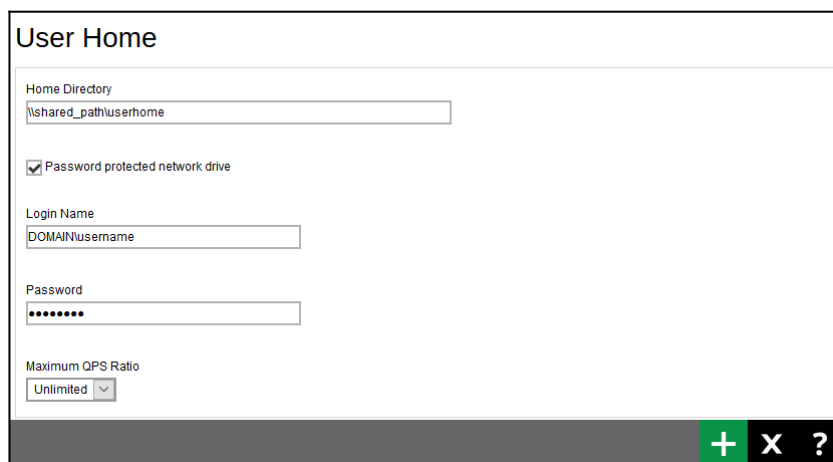 User Home
Home Directory
\\shared_path\userhome
Password protected network drive
Login Name
DOMAIN\username
Password
••••••••
Maximum QPS Ratio
Unlimited
+ X ?